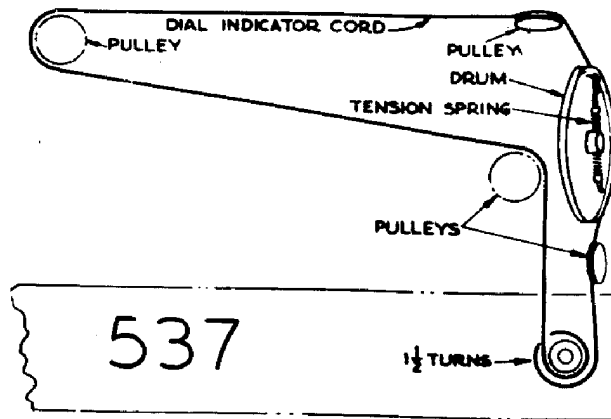 DIAL INDICATOR CORD
PULLEY
PULLEY
DRUM
TENSION SPRING
PULLEYS
537
1½ TURNS